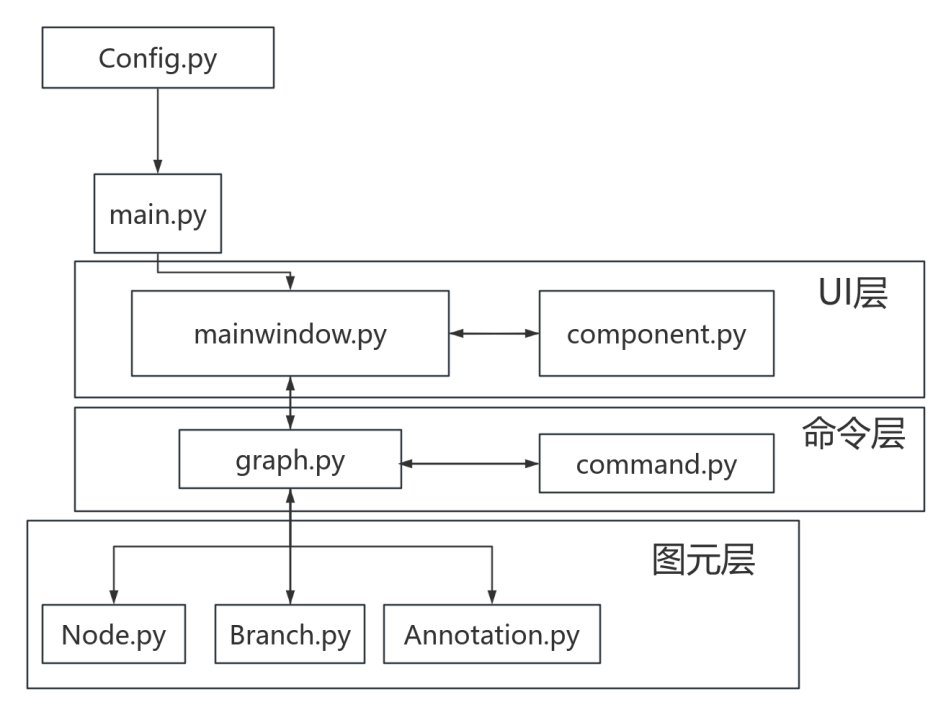 Config.py
main.py
UI层
mainwindow.py
component.py
命令层
graph.py
command.py
图元层
Node.py
Branch.py
Annotation.py